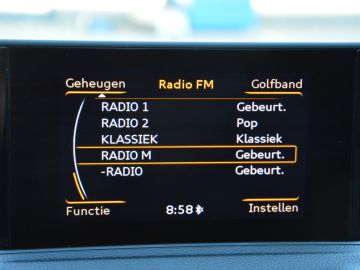 Geheugen Radio FM Golfband
RADIO 1 Gebeurt.
RADIO 2 Pop
KLASSIEK Klassiek
RADIO M Gebeurt.
-RADIO Gebeurt.
Functie 8:58 Instellen